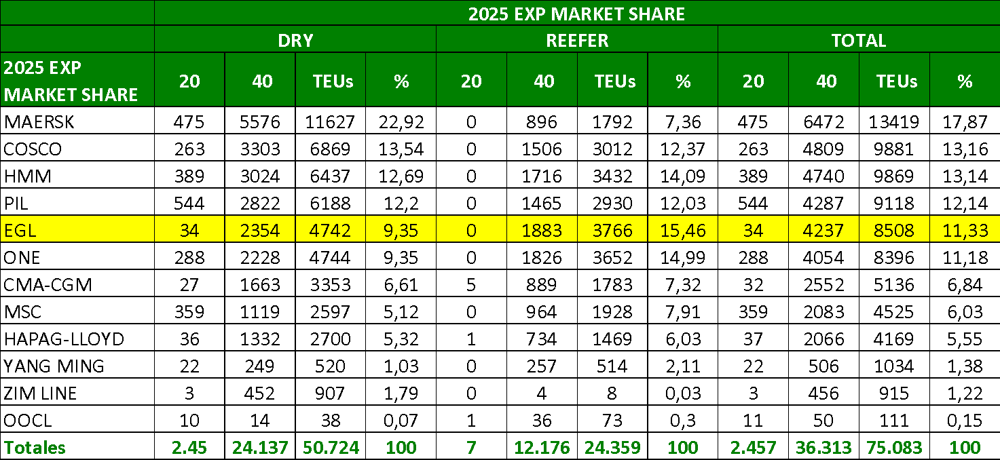 2025 EXP MARKET SHARE
DRY REEFER TOTAL
2025 EXP
MARKET SHARE 20 40 TEUs % 20 40 TEUs % 20 40 TEUs %
MAERSK 475 5576 11627 22,92 0 896 1792 7,36 475 6472 13419 17,87
COSCO 263 3303 6869 13,54 0 1506 3012 12,37 263 4809 9881 13,16
HMM 389 3024 6437 12,69 0 1716 3432 14,09 389 4740 9869 13,14
PIL 544 2822 6188 12,2 0 1465 2930 12,03 544 4287 9118 12,14
EGL 34 2354 4742 9,35 0 1883 3766 15,46 34 4237 8508 11,33
ONE 288 2228 4744 9,35 0 1826 3652 14,99 288 4054 8396 11,18
CMA-CGM 27 1663 3353 6,61 5 889 1783 7,32 32 2552 5136 6,84
MSC 359 1119 2597 5,12 0 964 1928 7,91 359 2083 4525 6,03
HAPAG-LLOYD 36 1332 2700 5,32 1 734 1469 6,03 37 2066 4169 5,55
YANG MING 22 249 520 1,03 0 257 514 2,11 22 506 1034 1,38
ZIM LINE 3 452 907 1,79 0 4 8 0,03 3 456 915 1,22
OOCL 10 14 38 0,07 1 36 73 0,3 11 50 111 0,15
Totales 2.45 24.137 50.724 100 7 12.176 24.359 100 2.457 36.313 75.083 100